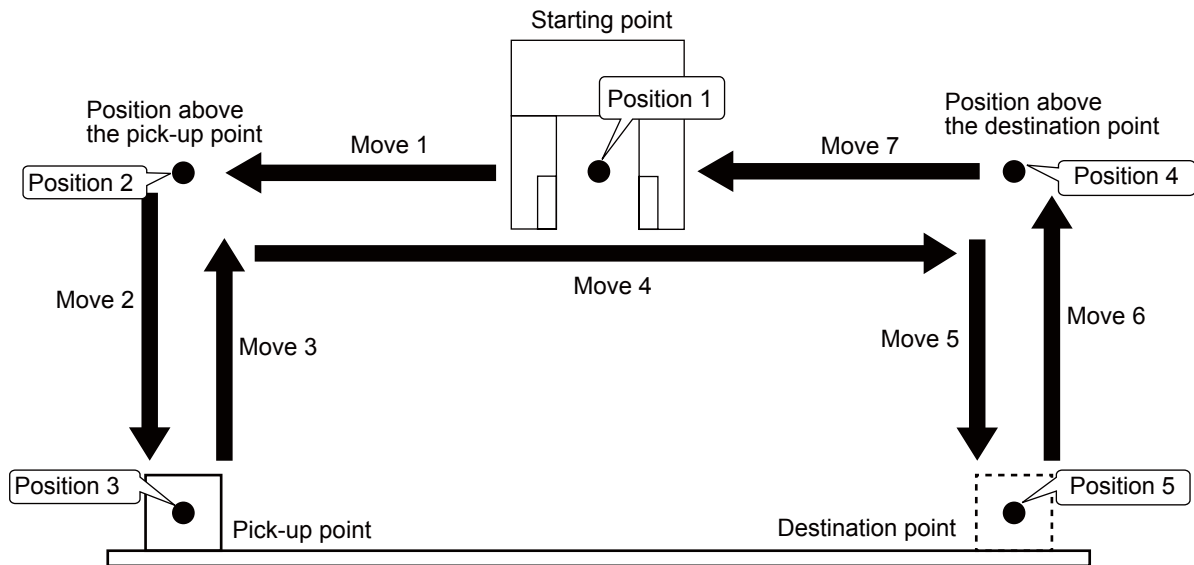 Starting point
Position above
the pick-up point
Position 1
Position above
the destination point
Move 1
Move 7
Position 2
Position 4
Move 2
Move 4
Move 3
Move 5
Move 6
Position 3
Position 5
Pick-up point
Destination point